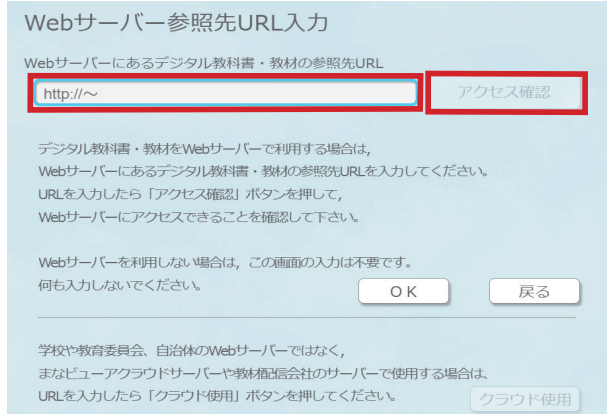 Webサーバー参照先URL入力
Webサーバーにあるデジタル教科書・教材の参照先URL
http://～
アクセス確認
デジタル教科書・教材をWebサーバーで利用する場合は,
Webサーバーにあるデジタル教科書・教材の参照先URLを入力してください。
URLを入力したら「アクセス確認」ボタンを押して,
Webサーバーにアクセスできることを確認して下さい。
Webサーバーを利用しない場合は，この画面の入力は不要です。
何も入力しないでください。
ＯＫ
戻る
学校や教育委員会、自治体のWebサーバーではなく,
まなビューアクラウドサーバーや教材配信会社のサーバーで使用する場合は、
URLを入力したら「クラウド使用」ボタンを押してください。
クラウド使用